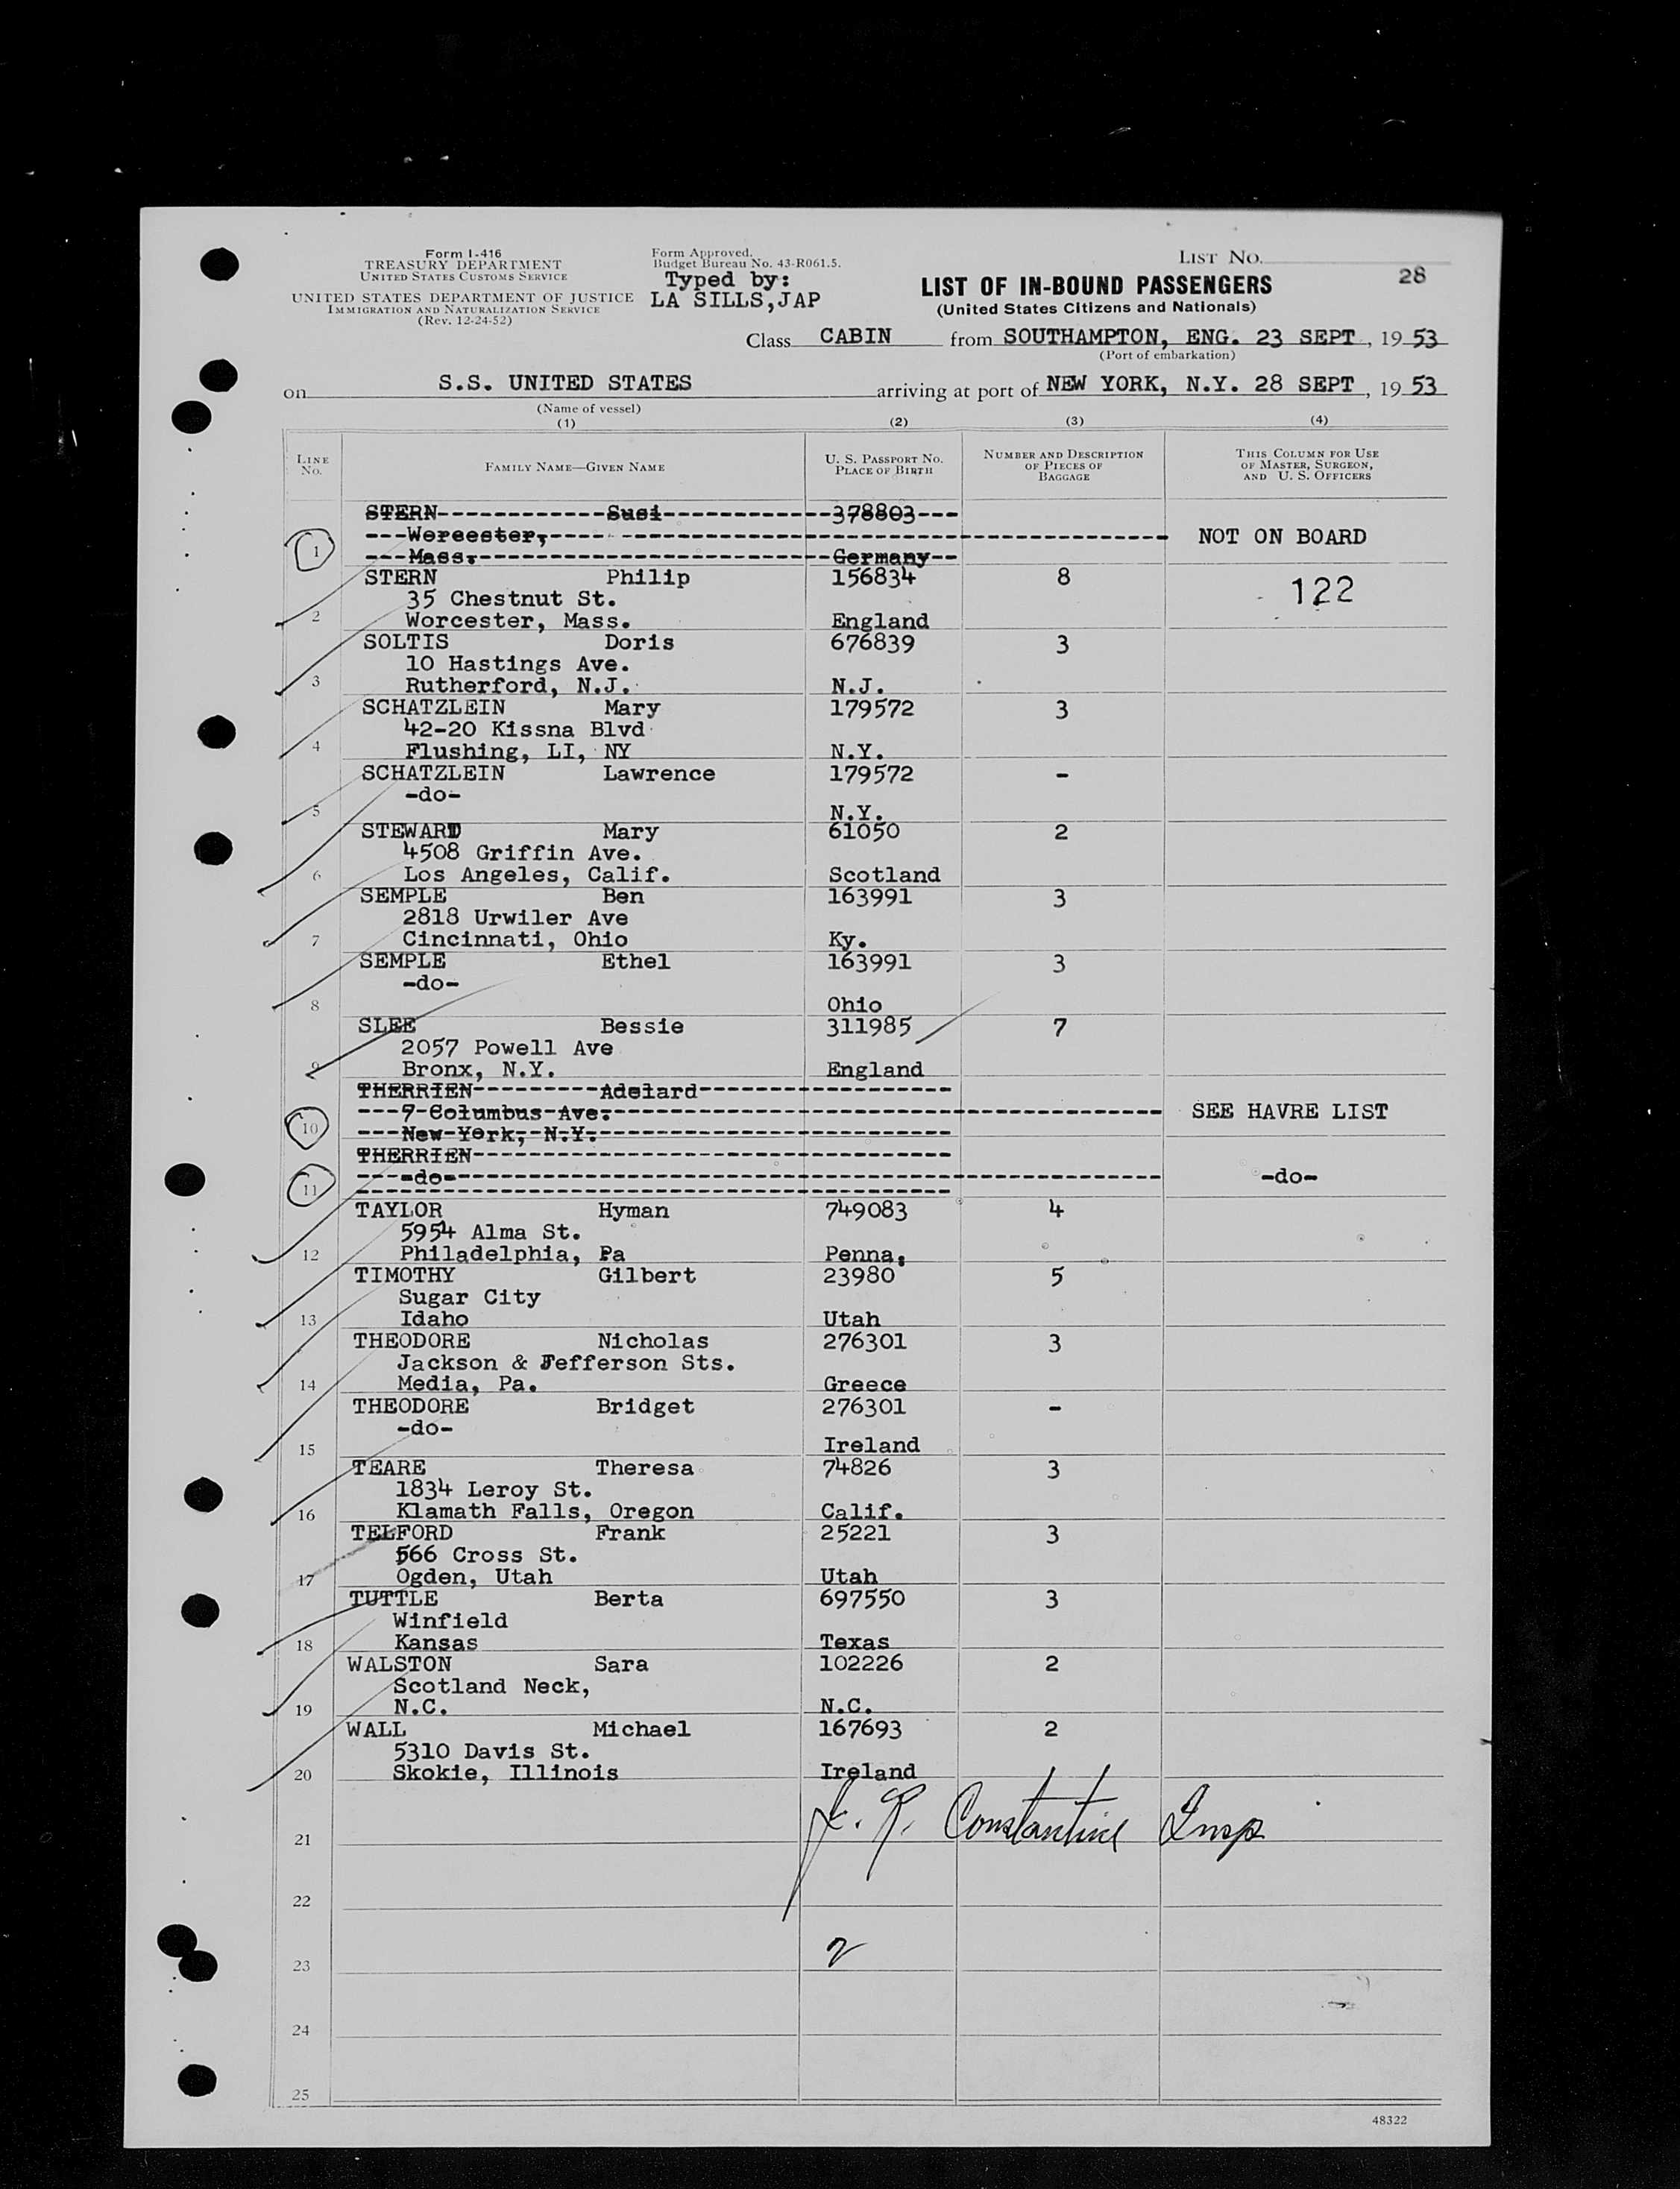 Form I-416
TREASURY DEPARTMENT
UNITED STATES CUSTOMS SERVICE
UNITED STATES DEPARTMENT OF JUSTICE
IMMIGRATION AND NATURALIZATION SERVICE
(Rev. 12-24-52)
Form Approved.
Budget Bureau No. 43-R061.5.
Typed by:
LA SILLS,JAP
LIST NO. 28
LIST OF IN-BOUND PASSENGERS
(United States Citizens and Nationals)
Class CABIN from SOUTHAMPTON, ENG. 23 SEPT, 19 53
(Port of embarkation)
on S.S. UNITED STATES arriving at port of NEW YORK, N.Y. 28 SEPT, 19 53
(Name of vessel)
(1) (2) (3) (4)
LINE NO. FAMILY NAME—GIVEN NAME U. S. PASSPORT NO. PLACE OF BIRTH NUMBER AND DESCRIPTION OF PIECES OF BAGGAGE THIS COLUMN FOR USE OF MASTER, SURGEON, AND U. S. OFFICERS
STERN Susi 378803
Worcester, NOT ON BOARD
1 Mass. Germany
STERN Philip 156834 8 122
35 Chestnut St.
2 Worcester, Mass. England
SOLTIS Doris 676839 3
10 Hastings Ave.
3 Rutherford, N.J. N.J.
SCHATZLEIN Mary 179572 3
42-20 Kissna Blvd
4 Flushing, LI, NY N.Y.
SCHATZLEIN Lawrence 179572 -
-do-
5 N.Y.
STEWARD Mary 61050 2
4508 Griffin Ave.
6 Los Angeles, Calif. Scotland
SEMPLE Ben 163991 3
2818 Urwiler Ave
7 Cincinnati, Ohio Ky.
SEMPLE Ethel 163991 3
-do-
8 Ohio
SLEE Bessie 311985 7
2057 Powell Ave
9 Bronx, N.Y. England
THERRIEN Adelard
7 Columbus Ave. SEE HAVRE LIST
10 New York, N.Y.
THERRIEN
-do- -do-
11
TAYLOR Hyman 749083 4
5954 Alma St.
12 Philadelphia, Pa Penna,
TIMOTHY Gilbert 23980 5
Sugar City
13 Idaho Utah
THEODORE Nicholas 276301 3
Jackson & Jefferson Sts.
14 Media, Pa. Greece
THEODORE Bridget 276301 -
-do-
15 Ireland
TEARE Theresa 74826 3
1834 Leroy St.
16 Klamath Falls, Oregon Calif.
TELFORD Frank 25221 3
566 Cross St.
17 Ogden, Utah Utah
TUTTLE Berta 697550 3
Winfield
18 Kansas Texas
WALSTON Sara 102226 2
Scotland Neck,
19 N.C. N.C.
WALL Michael 167693 2
5310 Davis St.
20 Skokie, Illinois Ireland
R. Constantine Insp
21
22
23
24
25
48322